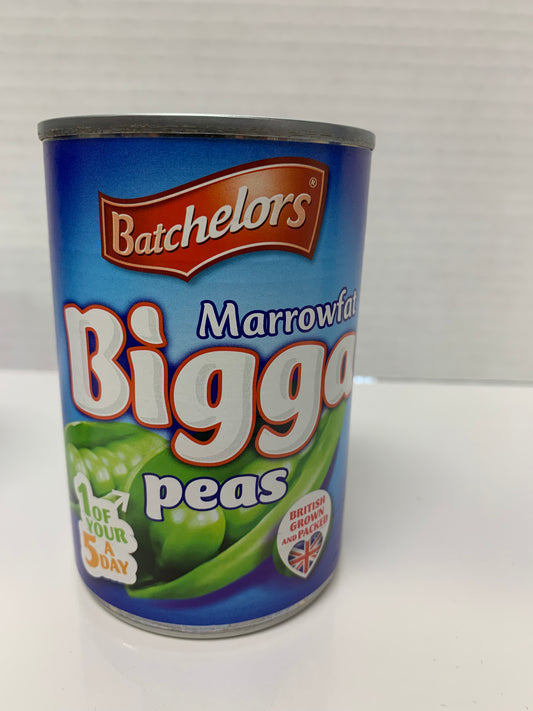 Batchelors®
Marrowfat
Bigga
peas
1 OF
YOUR
5 A
DAY
BRITISH
GROWN
AND PACKED